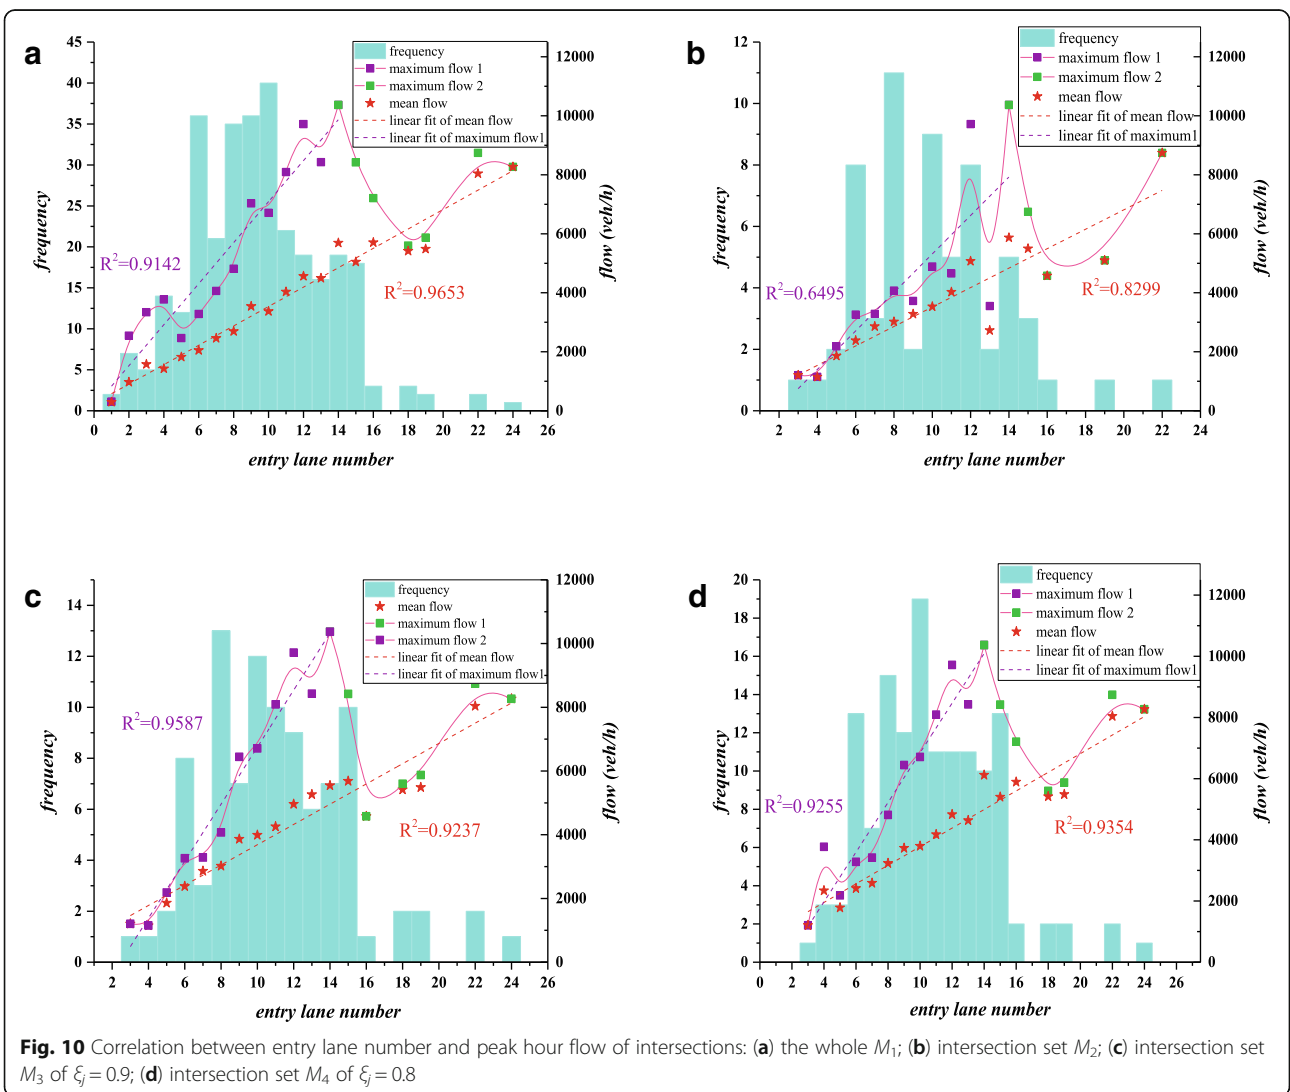 a
45
40
35
30
25
20
15
10
5
0
frequency
0 2 4 6 8 10 12 14 16 18 20 22 24 26
entry lane number
12000
10000
8000
6000
4000
2000
0
flow (veh/h)
frequency
maximum flow 1
maximum flow 2
mean flow
linear fit of mean flow
linear fit of maximum flow1
R²=0.9142
R²=0.9653
b
12
10
8
6
4
2
0
frequency
0 2 4 6 8 10 12 14 16 18 20 22 24
entry lane number
12000
10000
8000
6000
4000
2000
0
flow (veh/h)
frequency
maximum flow 1
maximum flow 2
mean flow
linear fit of mean flow
linear fit of maximum1
R²=0.6495
R²=0.8299
c
14
12
10
8
6
4
2
0
frequency
2 4 6 8 10 12 14 16 18 20 22 24 26
entry lane number
12000
10000
8000
6000
4000
2000
0
flow (veh/h)
frequency
mean flow
maximum flow 1
maximum flow 2
linear fit of mean flow
linear fit of maximum flow1
R²=0.9587
R²=0.9237
d
20
18
16
14
12
10
8
6
4
2
0
frequency
0 2 4 6 8 10 12 14 16 18 20 22 24 26
entry lane number
12000
10000
8000
6000
4000
2000
0
flow (veh/h)
frequency
maximum flow 1
maximum flow 2
mean flow
linear fit of mean flow
linear fit of maximum flow1
R²=0.9255
R²=0.9354
Fig. 10 Correlation between entry lane number and peak hour flow of intersections: (a) the whole M₁; (b) intersection set M₂; (c) intersection set
M₃ of ξⱼ = 0.9; (d) intersection set M₄ of ξⱼ = 0.8